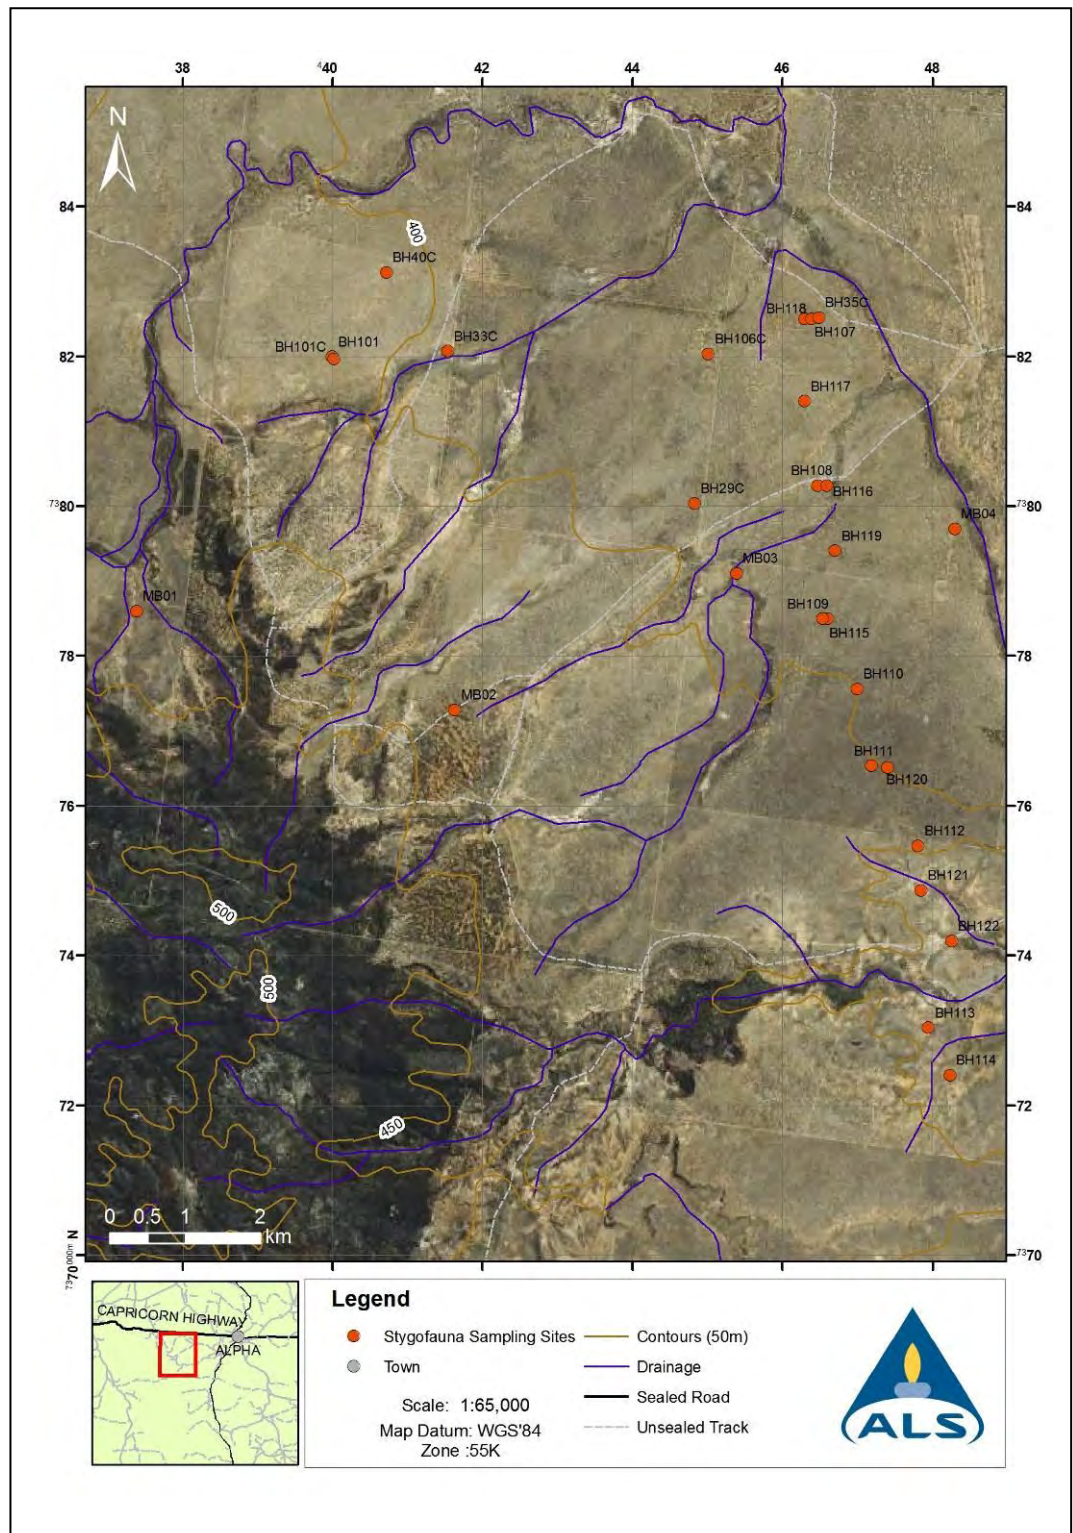 38 ⁴40 42 44 46 48
N
84 84
400
BH40C
BH35C
BH118
BH107
BH33C
BH101C BH101
BH106C
82 82
BH117
BH108
BH116
⁷³80 80
BH29C
MB04
BH119
MB03
MB01
BH109
BH115
78 78
BH110
MB02
BH111
BH120
76 76
BH112
BH121
500
BH122
74 74
500
BH113
BH114
72 72
450
0 0.5 1 2
km
⁷³70 ⁰⁰⁰ᵐ N
⁷³70
CAPRICORN HIGHWAY
ALPHA
Legend
Stygofauna Sampling Sites
Town
Contours (50m)
Drainage
Sealed Road
Unsealed Track
Scale: 1:65,000
Map Datum: WGS'84
Zone :55K
ALS